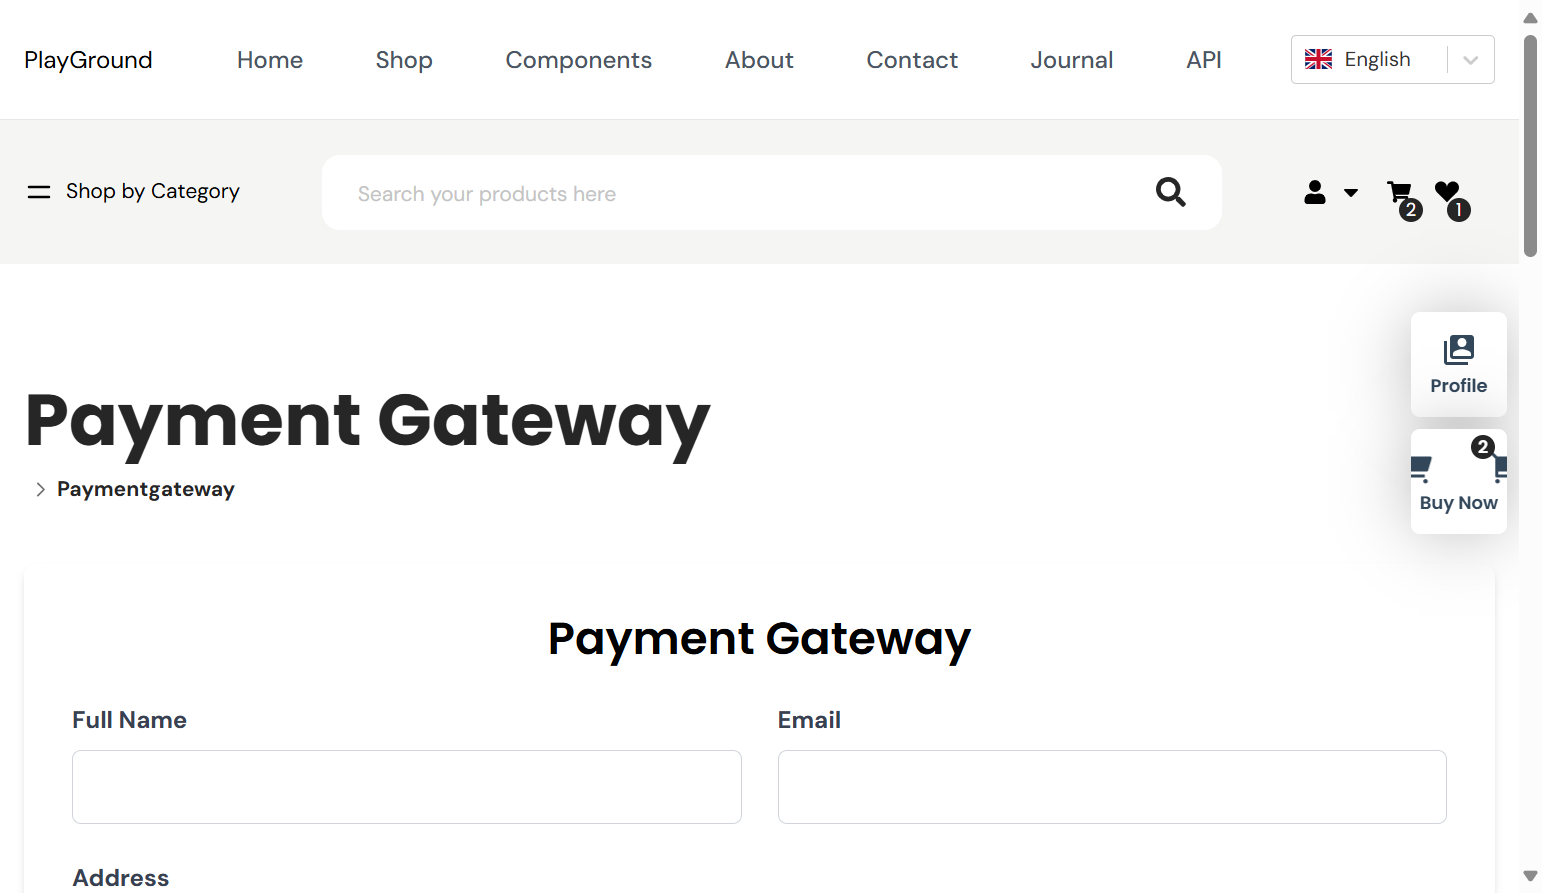 PlayGround Home Shop Components About Contact Journal API English
Shop by Category Search your products here 2 1
Profile
2
Buy Now
Payment Gateway
Paymentgateway
Payment Gateway
Full Name Email
Address